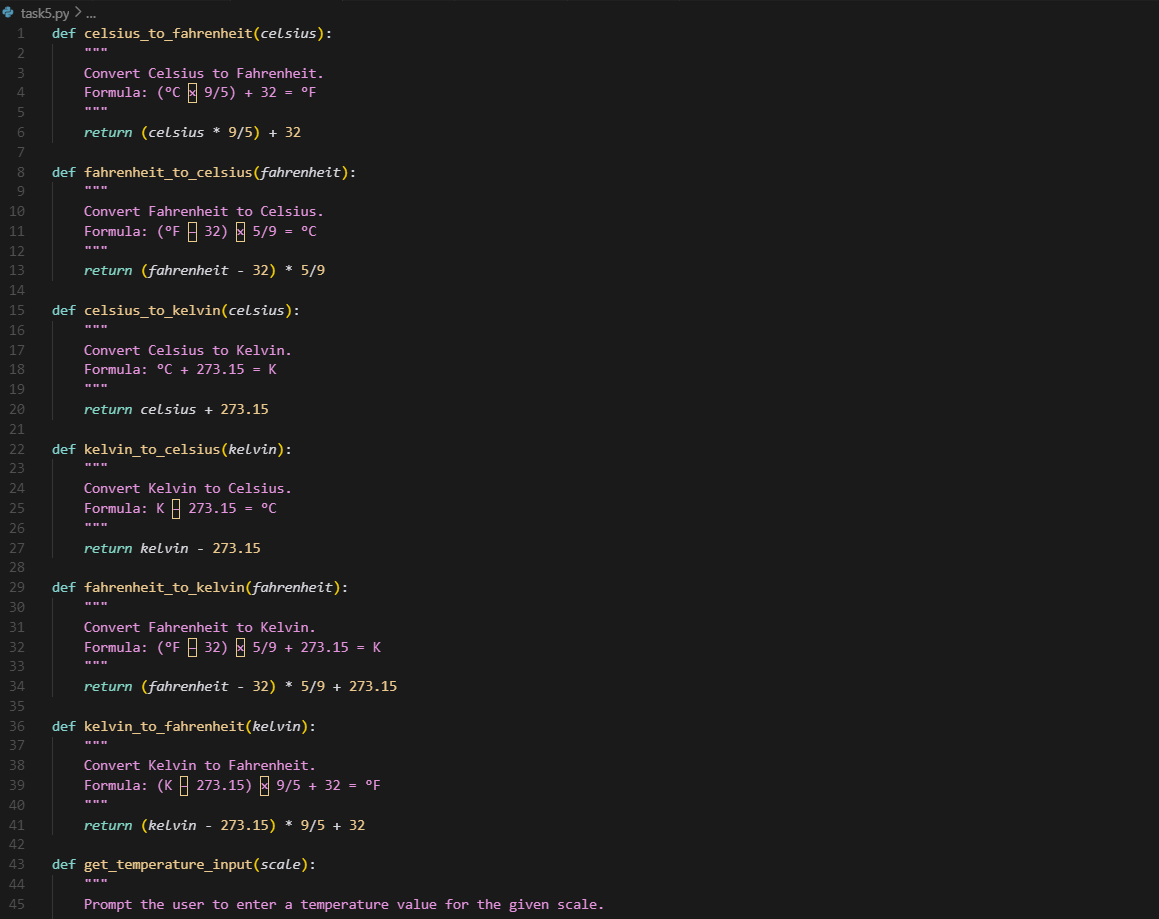 task5.py > ...
1 def celsius_to_fahrenheit(celsius):
2     """
3     Convert Celsius to Fahrenheit.
4     Formula: (°C × 9/5) + 32 = °F
5     """
6     return (celsius * 9/5) + 32
7
8 def fahrenheit_to_celsius(fahrenheit):
9     """
10     Convert Fahrenheit to Celsius.
11     Formula: (°F − 32) × 5/9 = °C
12     """
13     return (fahrenheit - 32) * 5/9
14
15 def celsius_to_kelvin(celsius):
16     """
17     Convert Celsius to Kelvin.
18     Formula: °C + 273.15 = K
19     """
20     return celsius + 273.15
21
22 def kelvin_to_celsius(kelvin):
23     """
24     Convert Kelvin to Celsius.
25     Formula: K − 273.15 = °C
26     """
27     return kelvin - 273.15
28
29 def fahrenheit_to_kelvin(fahrenheit):
30     """
31     Convert Fahrenheit to Kelvin.
32     Formula: (°F − 32) × 5/9 + 273.15 = K
33     """
34     return (fahrenheit - 32) * 5/9 + 273.15
35
36 def kelvin_to_fahrenheit(kelvin):
37     """
38     Convert Kelvin to Fahrenheit.
39     Formula: (K − 273.15) × 9/5 + 32 = °F
40     """
41     return (kelvin - 273.15) * 9/5 + 32
42
43 def get_temperature_input(scale):
44     """
45     Prompt the user to enter a temperature value for the given scale.